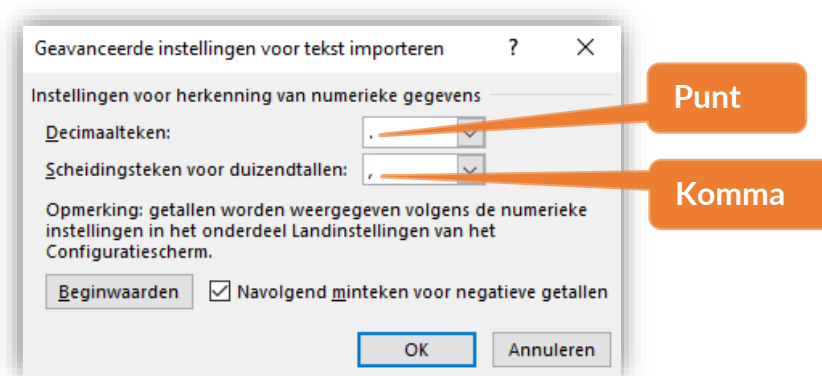 Geavanceerde instellingen voor tekst importeren ? ×
Instellingen voor herkenning van numerieke gegevens
Punt
Decimaalteken: .
Scheidingsteken voor duizendtallen: ,
Komma
Opmerking: getallen worden weergegeven volgens de numerieke
instellingen in het onderdeel Landinstellingen van het
Configuratiescherm.
Beginwaarden Navolgend minteken voor negatieve getallen
OK Annuleren